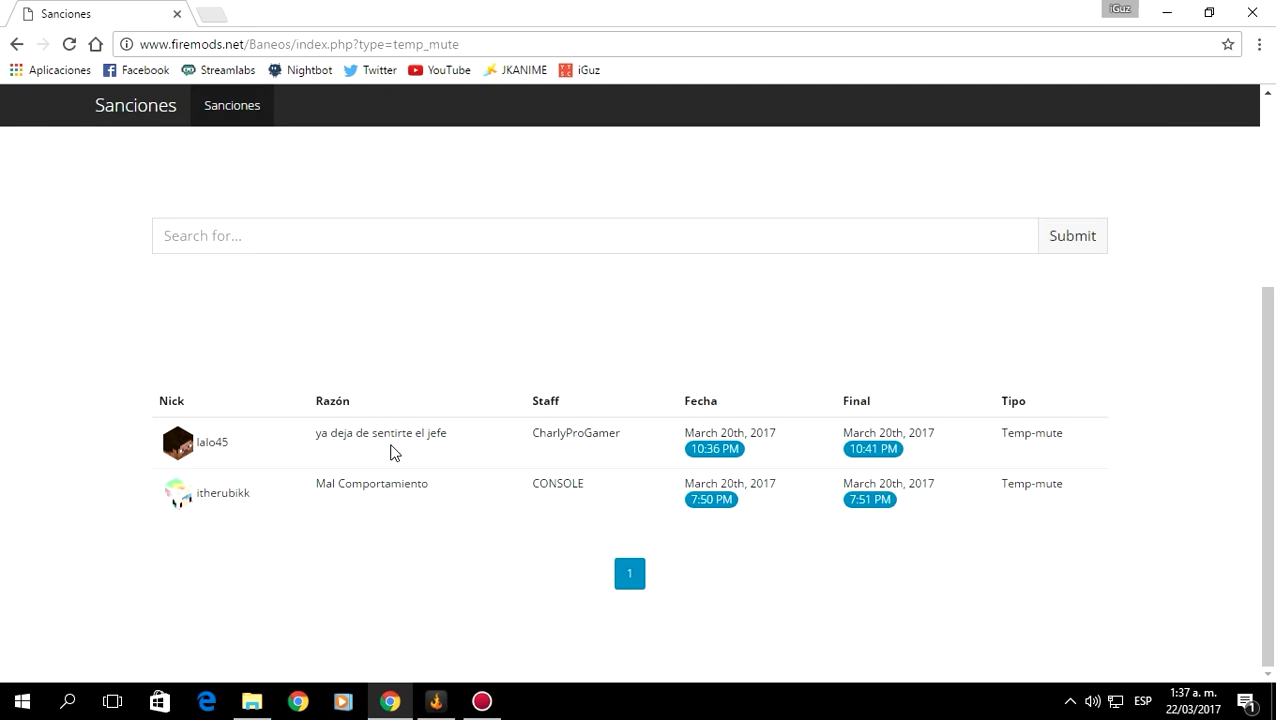 Sanciones
iGuz
www.firemods.net/Baneos/index.php?type=temp_mute
Aplicaciones Facebook Streamlabs Nightbot Twitter YouTube JKANIME iGuz
Sanciones Sanciones
Search for... Submit
Nick Razón Staff Fecha Final Tipo
lalo45 ya deja de sentirte el jefe CharlyProGamer March 20th, 2017 10:36 PM March 20th, 2017 10:41 PM Temp-mute
itherubikk Mal Comportamiento CONSOLE March 20th, 2017 7:50 PM March 20th, 2017 7:51 PM Temp-mute
1
ESP
1:37 a. m.
22/03/2017
1